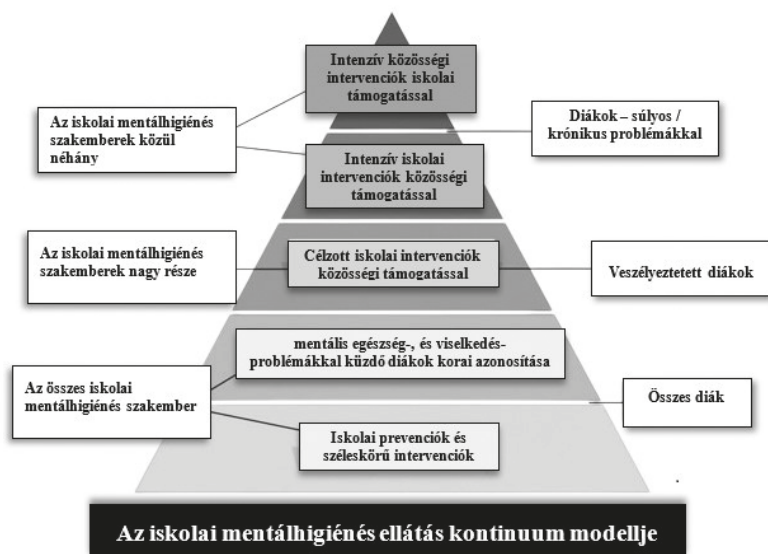 Intenzív közösségi
intervenciók iskolai
támogatással
Az iskolai mentálhigiénés
szakemberek közül
néhány
Diákok – súlyos /
krónikus problémákkal
Intenzív iskolai
intervenciók közösségi
támogatással
Az iskolai mentálhigiénés
szakemberek nagy része
Célzott iskolai intervenciók
közösségi támogatással
Veszélyeztetett diákok
mentális egészség-, és viselkedés-
problémákkal küzdő diákok korai azonosítása
Az összes iskolai
mentálhigiénés szakember
Összes diák
Iskolai prevenciók és
széleskörű intervenciók
Az iskolai mentálhigiénés ellátás kontinuum modellje